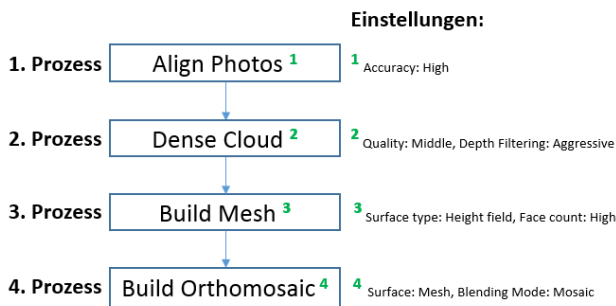 Einstellungen:
1. Prozess Align Photos 1 1 Accuracy: High
2. Prozess Dense Cloud 2 2 Quality: Middle, Depth Filtering: Aggressive
3. Prozess Build Mesh 3 3 Surface type: Height field, Face count: High
4. Prozess Build Orthomosaic 4 4 Surface: Mesh, Blending Mode: Mosaic